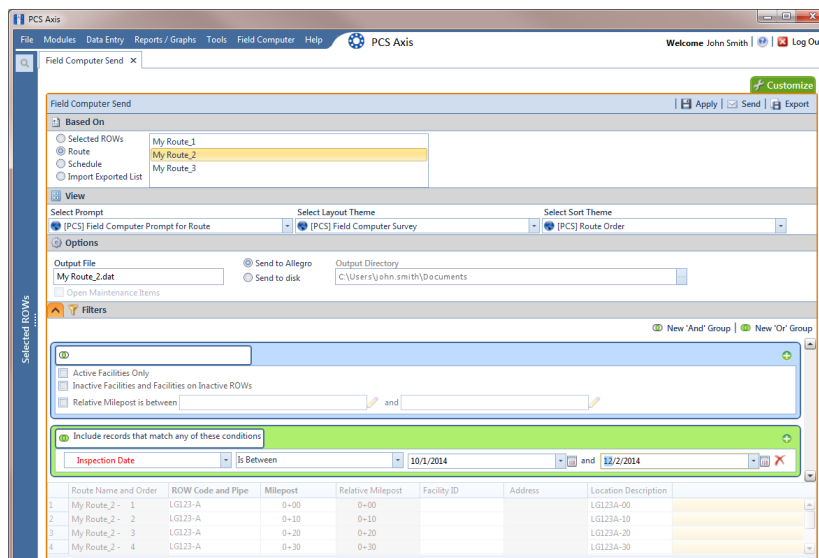 PCS Axis
File Modules Data Entry Reports / Graphs Tools Field Computer Help PCS Axis Welcome John Smith Log Ou
Field Computer Send
Customize
Field Computer Send Apply Send Export
Based On
Selected ROWs
Route
Schedule
Import Exported List
My Route_1
My Route_2
My Route_3
View
Select Prompt Select Layout Theme Select Sort Theme
[PCS] Field Computer Prompt for Route [PCS] Field Computer Survey [PCS] Route Order
Options
Output File Send to Allegro Output Directory
My Route_2.dat Send to disk C:\Users\john.smith\Documents
Open Maintenance Items
Filters
Selected ROWs
New 'And' Group New 'Or' Group
Active Facilities Only
Inactive Facilities and Facilities on Inactive ROWs
Relative Milepost is between and
Include records that match any of these conditions
Inspection Date Is Between 10/1/2014 and 12/2/2014
Route Name and Order ROW Code and Pipe Milepost Relative Milepost Facility ID Address Location Description
1 My Route_2 - 1 LG123-A 0+00 0+00 LG123A-00
2 My Route_2 - 2 LG123-A 0+10 0+10 LG123A-10
3 My Route_2 - 3 LG123-A 0+20 0+20 LG123A-20
4 My Route_2 - 4 LG123-A 0+30 0+30 LG123A-30